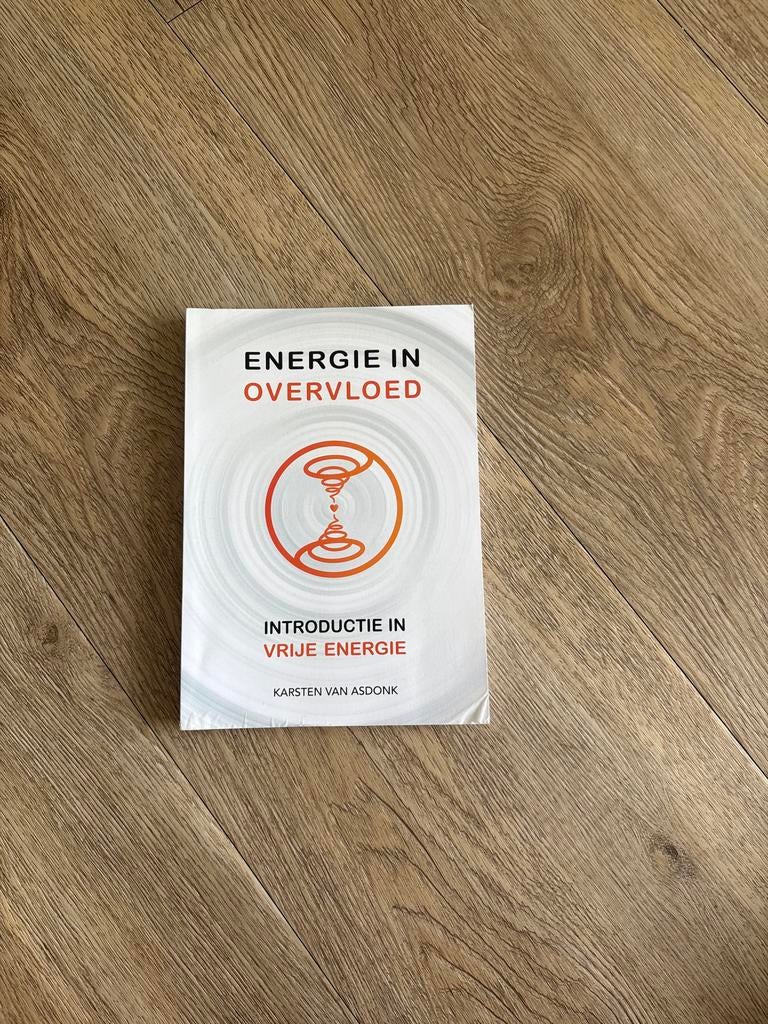 ENERGIE IN
OVERVLOED
INTRODUCTIE IN
VRIJE ENERGIE
KARSTEN VAN ASDONK